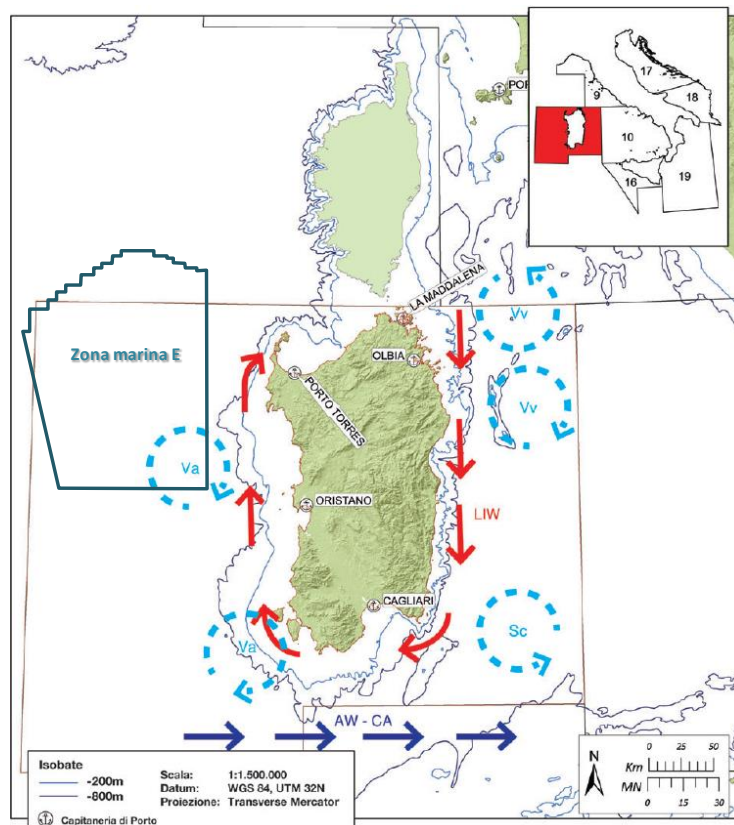 POR
17
9
18
10
16
19
LA MADDALENA
Vv
Zona marina E
OLBIA
PORTO TORRES
Vv
Va
ORISTANO
LIW
CAGLIARI
Va
Sc
AW - CA
Isobate
-200m
-800m
Capitaneria di Porto
Scala: 1:1.500.000
Datum: WGS 84, UTM 32N
Proiezione: Transverse Mercator
N
0 25 50
Km
MN
0 15 30